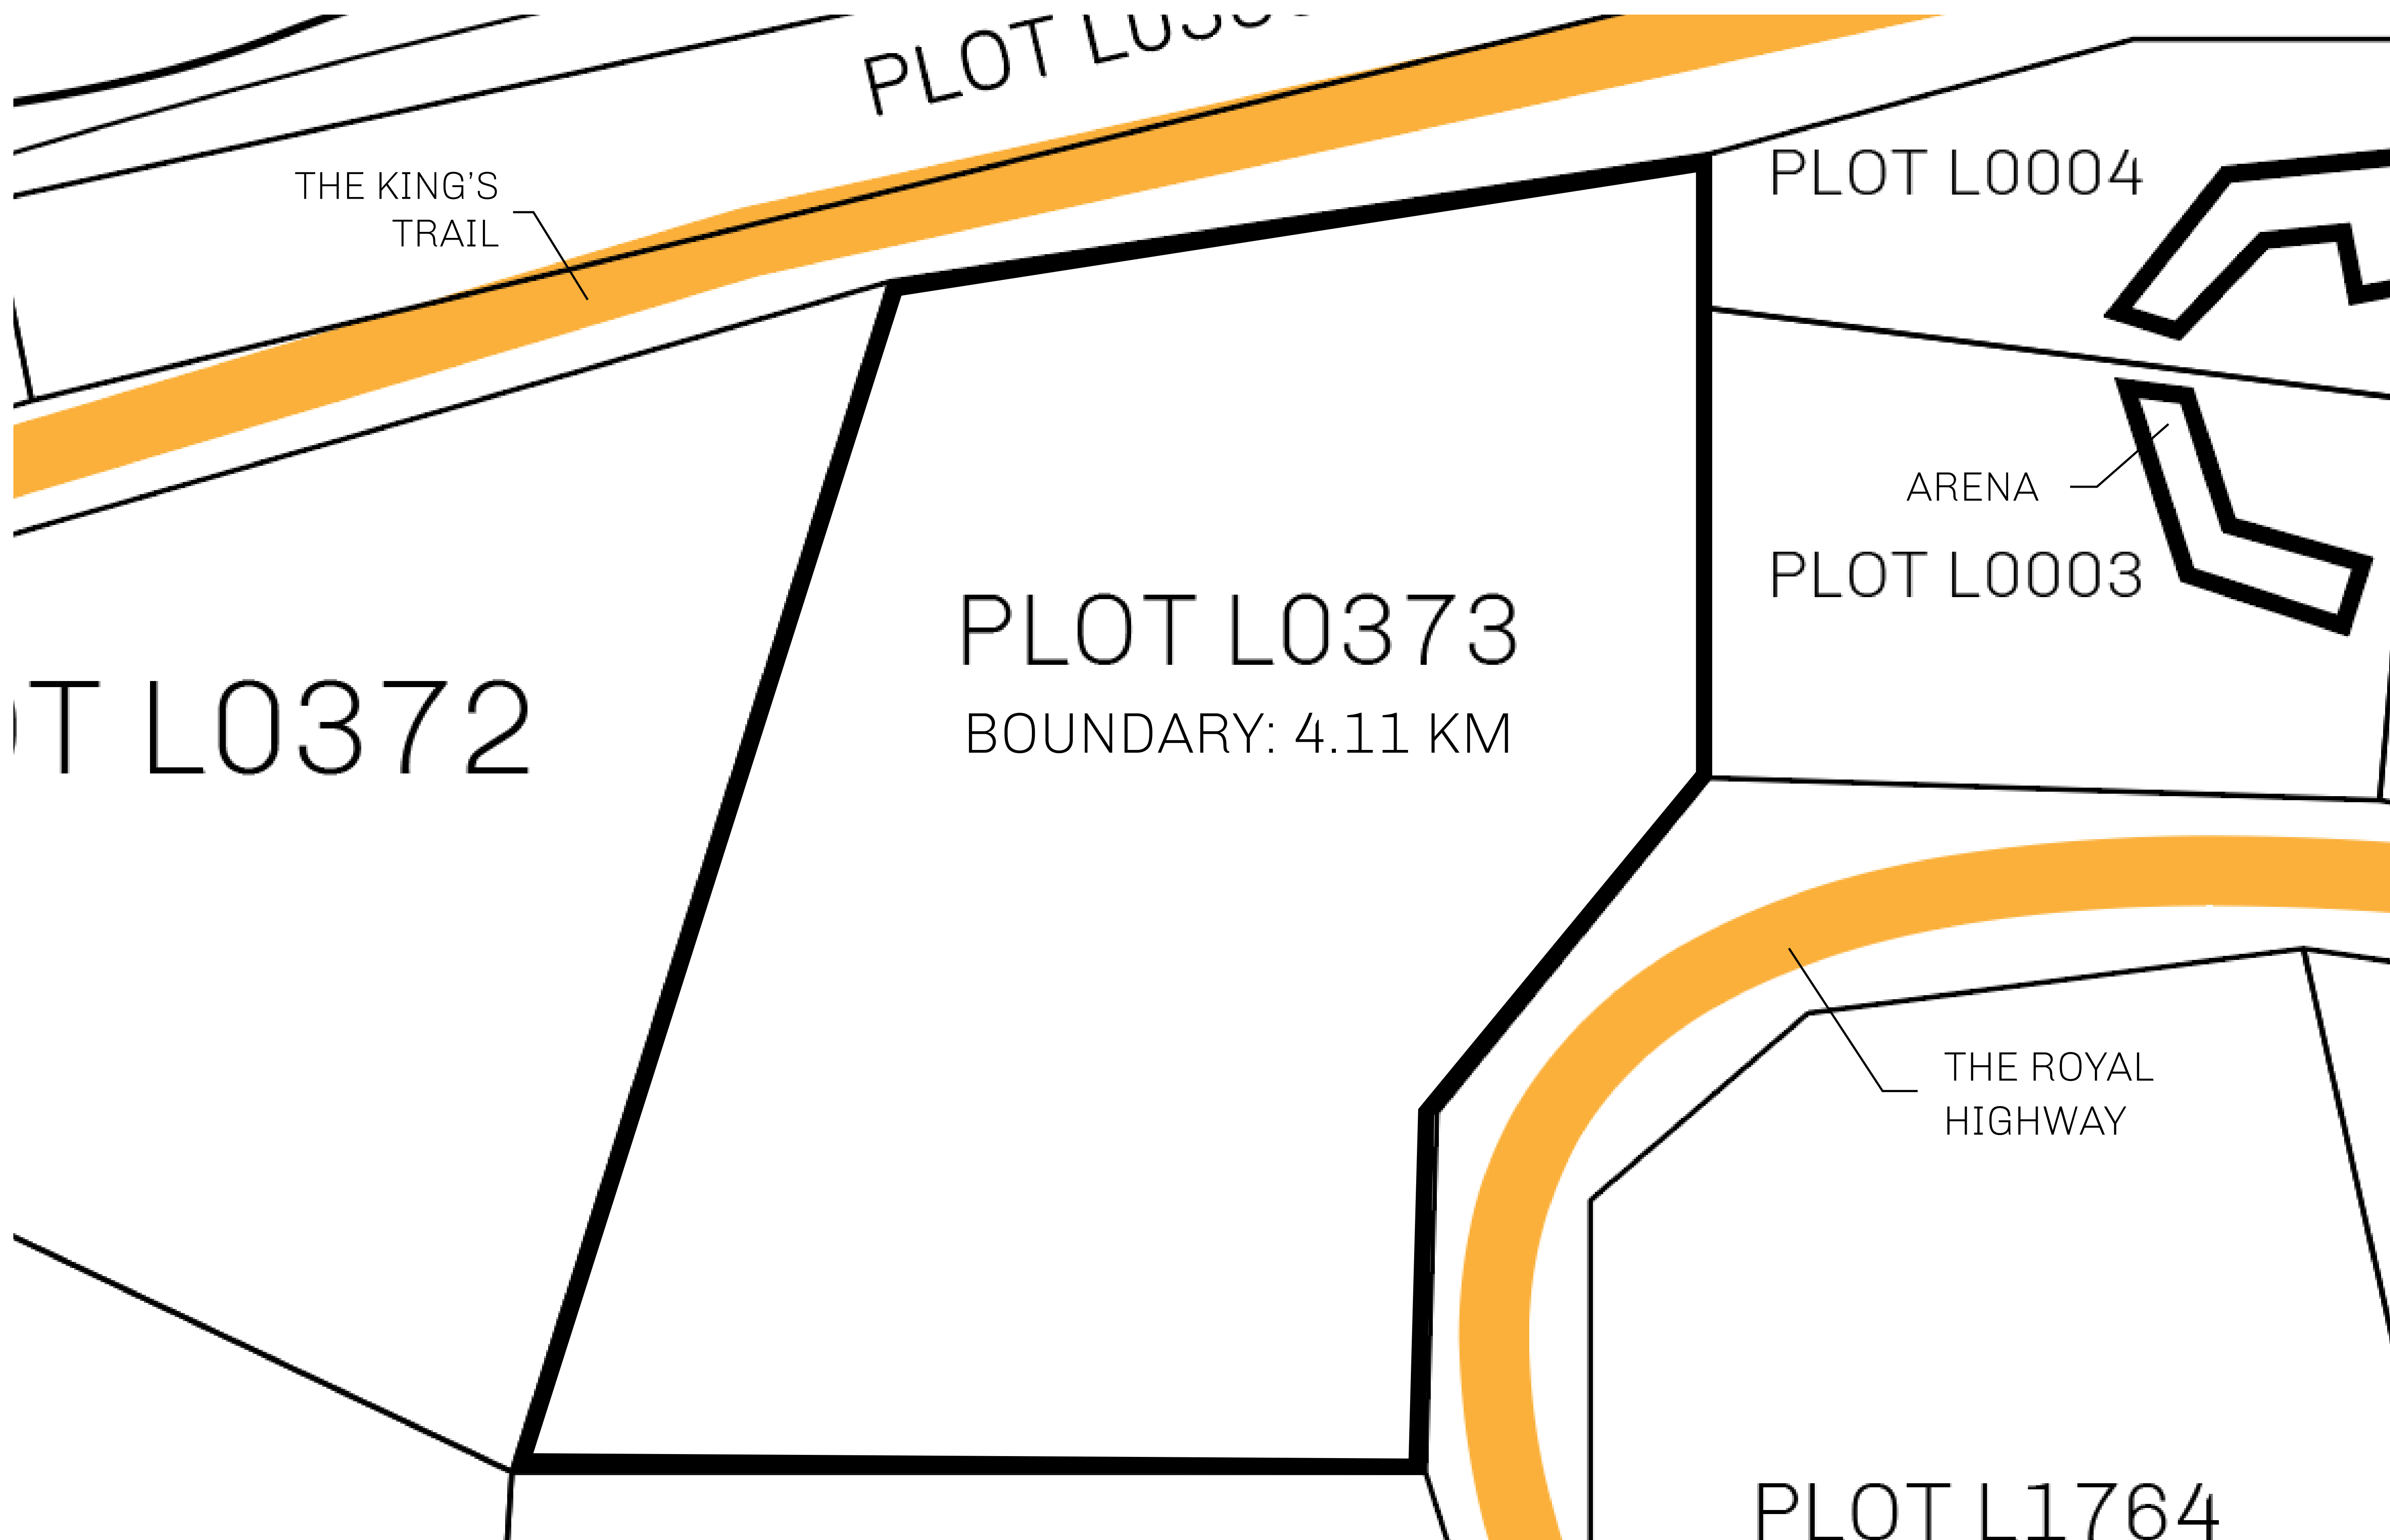 PLOT
THE KING'S
TRAIL
PLOT L0004
ARENA
PLOT L0003
PLOT L0373
BOUNDARY: 4.11 KM
L0372
THE ROYAL
HIGHWAY
PLOT L1764